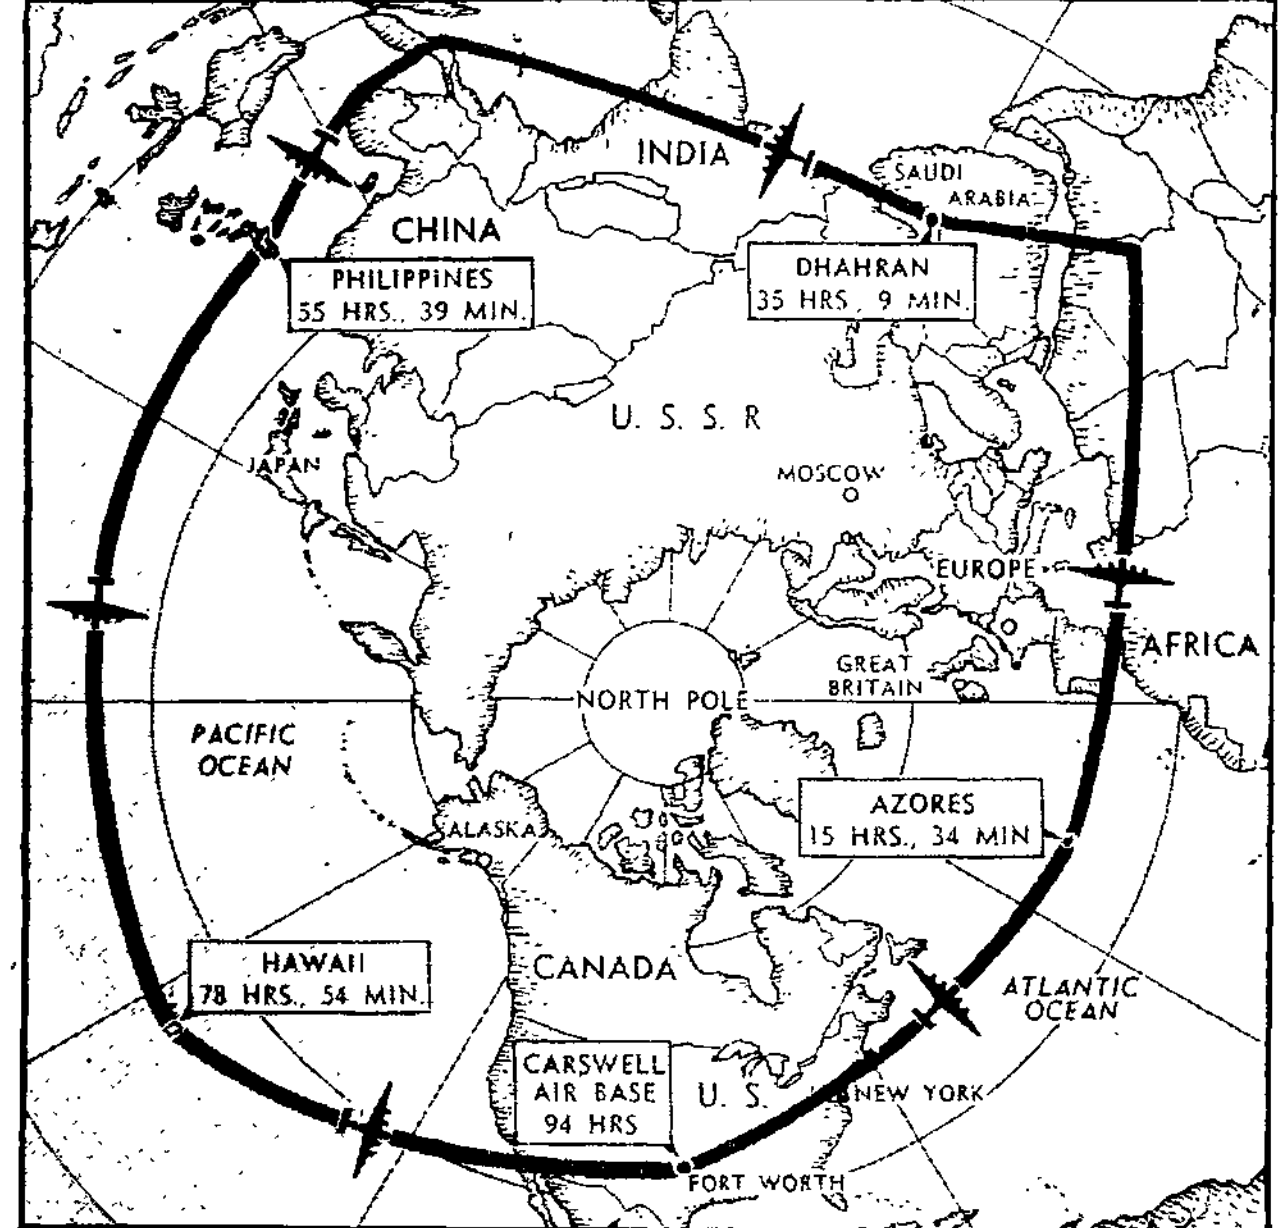 INDIA
SAUDI
ARABIA
CHINA
PHILIPPINES
55 HRS., 39 MIN.
DHAHRAN
35 HRS., 9 MIN.
U. S. S. R
JAPAN
MOSCOW
EUROPE
AFRICA
GREAT
BRITAIN
NORTH POLE
PACIFIC
OCEAN
AZORES
15 HRS., 34 MIN
ALASKA
HAWAII
78 HRS., 54 MIN.
CANADA
ATLANTIC
OCEAN
CARSWELL
AIR BASE
94 HRS
U. S.
NEW YORK
FORT WORTH